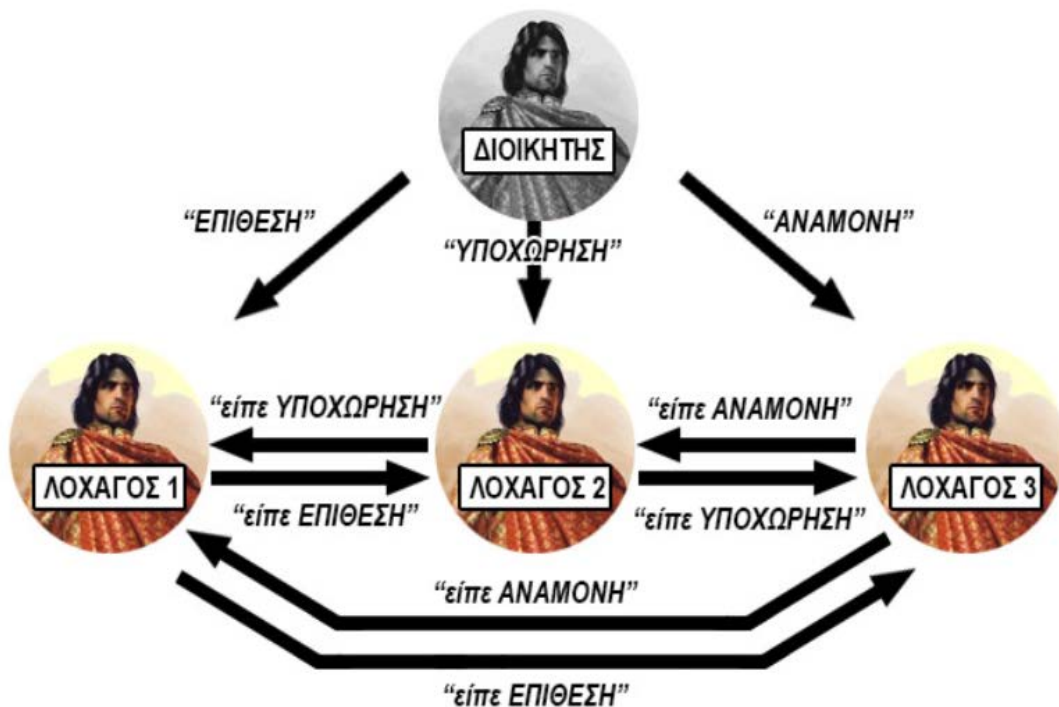 ΔΙΟΙΚΗΤΗΣ
“ΕΠΙΘΕΣΗ”
“ΥΠΟΧΩΡΗΣΗ”
“ΑΝΑΜΟΝΗ”
“είπε ΥΠΟΧΩΡΗΣΗ”
“είπε ΑΝΑΜΟΝΗ”
ΛΟΧΑΓΟΣ 1
ΛΟΧΑΓΟΣ 2
ΛΟΧΑΓΟΣ 3
“είπε ΕΠΙΘΕΣΗ”
“είπε ΥΠΟΧΩΡΗΣΗ”
“είπε ΑΝΑΜΟΝΗ”
“είπε ΕΠΙΘΕΣΗ”